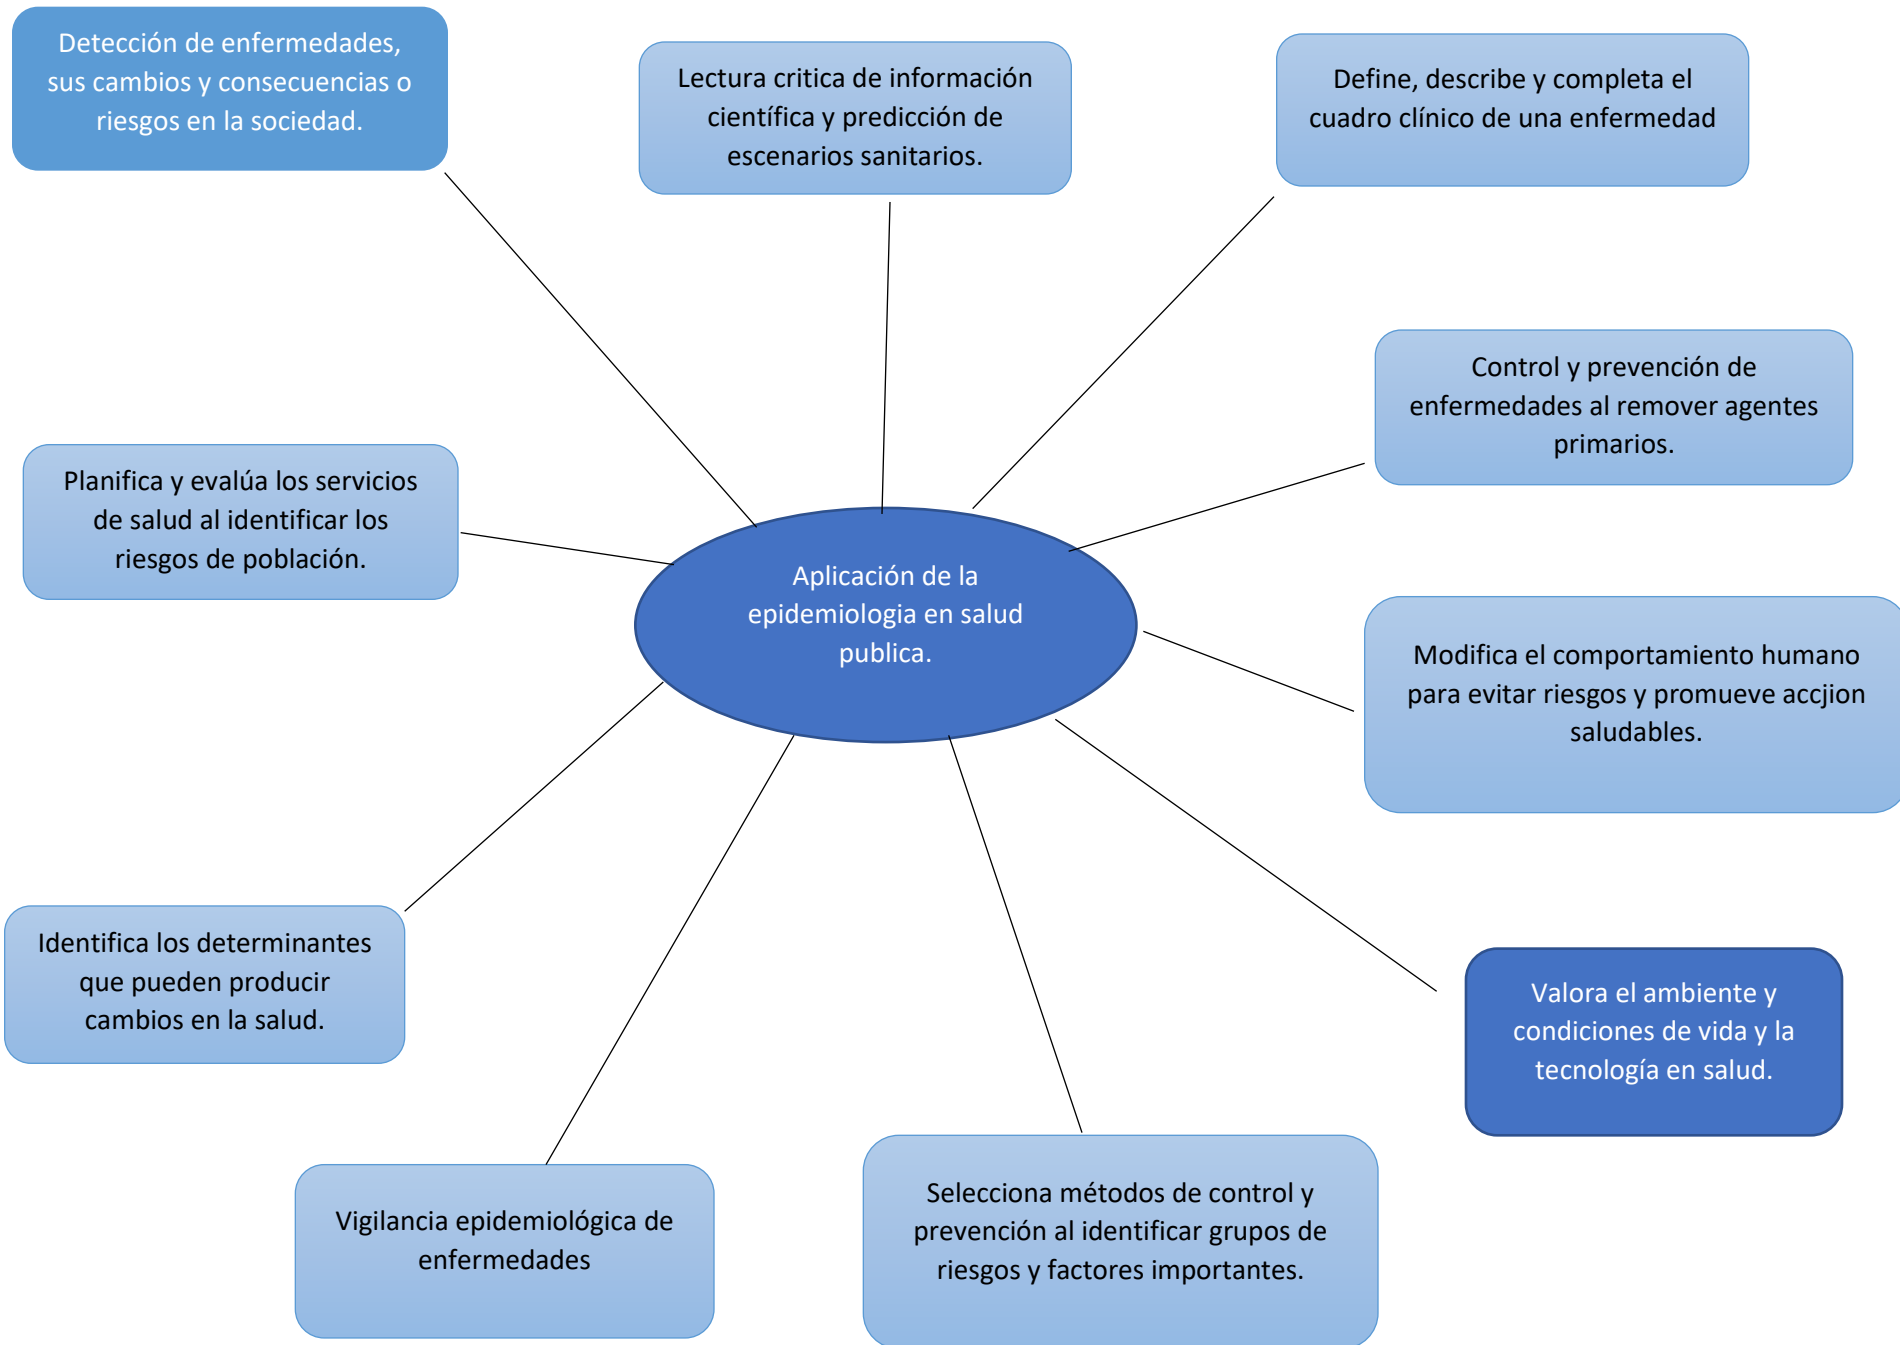 Detección de enfermedades,
sus cambios y consecuencias o
riesgos en la sociedad.
Lectura critica de información
científica y predicción de
escenarios sanitarios.
Define, describe y completa el
cuadro clínico de una enfermedad
Control y prevención de
enfermedades al remover agentes
primarios.
Planifica y evalúa los servicios
de salud al identificar los
riesgos de población.
Aplicación de la
epidemiologia en salud
publica.
Modifica el comportamiento humano
para evitar riesgos y promueve accjion
saludables.
Identifica los determinantes
que pueden producir
cambios en la salud.
Valora el ambiente y
condiciones de vida y la
tecnología en salud.
Vigilancia epidemiológica de
enfermedades
Selecciona métodos de control y
prevención al identificar grupos de
riesgos y factores importantes.